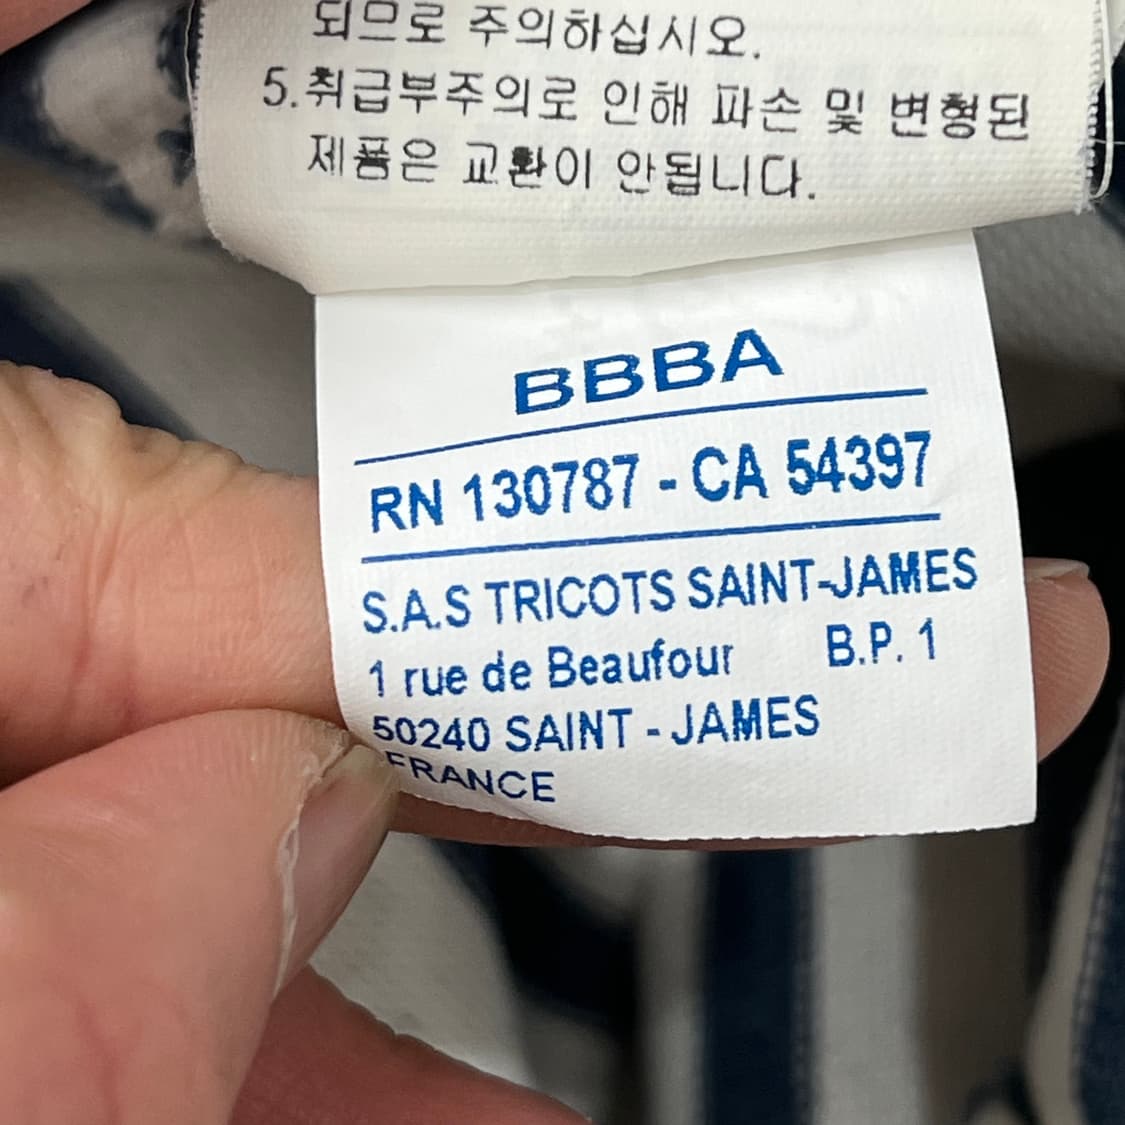 되므로 주의하십시오.
5.취급부주의로 인해 파손 및 변형된
제품은 교환이 안됩니다.
BBBA
RN 130787 - CA 54397
S.A.S TRICOTS SAINT-JAMES
1 rue de Beaufour B.P. 1
50240 SAINT - JAMES
FRANCE